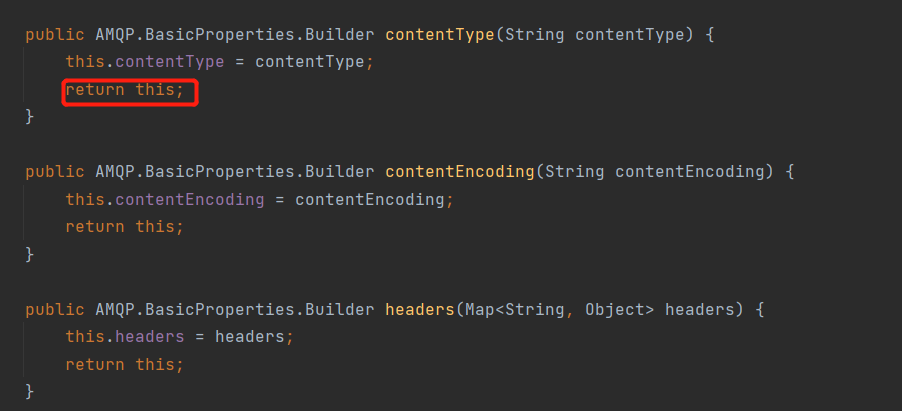 public AMQP.BasicProperties.Builder contentType(String contentType) {
    this.contentType = contentType;
    return this;
}
public AMQP.BasicProperties.Builder contentEncoding(String contentEncoding) {
    this.contentEncoding = contentEncoding;
    return this;
}
public AMQP.BasicProperties.Builder headers(Map<String, Object> headers) {
    this.headers = headers;
    return this;
}